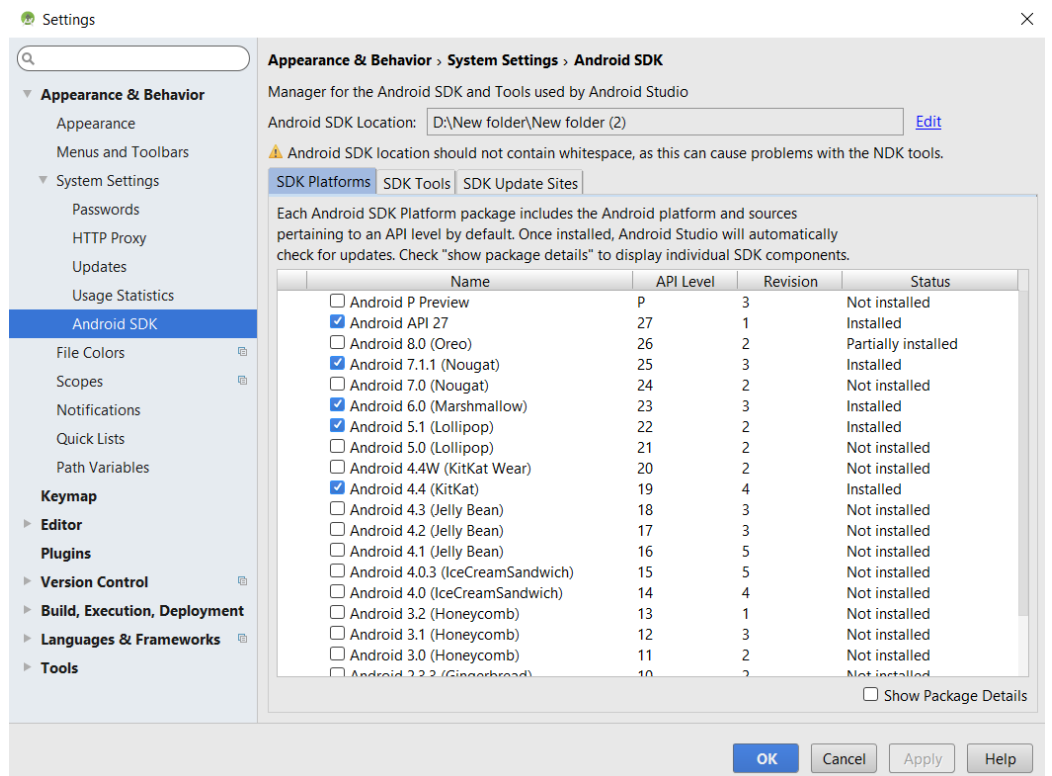 Settings
Appearance & Behavior
Appearance
Menus and Toolbars
System Settings
Passwords
HTTP Proxy
Updates
Usage Statistics
Android SDK
File Colors
Scopes
Notifications
Quick Lists
Path Variables
Keymap
Editor
Plugins
Version Control
Build, Execution, Deployment
Languages & Frameworks
Tools
Appearance & Behavior › System Settings › Android SDK
Manager for the Android SDK and Tools used by Android Studio
Android SDK Location: D:\New folder\New folder (2) Edit
Android SDK location should not contain whitespace, as this can cause problems with the NDK tools.
SDK Platforms SDK Tools SDK Update Sites
Each Android SDK Platform package includes the Android platform and sources
pertaining to an API level by default. Once installed, Android Studio will automatically
check for updates. Check "show package details" to display individual SDK components.
Name API Level Revision Status
Android P Preview P 3 Not installed
Android API 27 27 1 Installed
Android 8.0 (Oreo) 26 2 Partially installed
Android 7.1.1 (Nougat) 25 3 Installed
Android 7.0 (Nougat) 24 2 Not installed
Android 6.0 (Marshmallow) 23 3 Installed
Android 5.1 (Lollipop) 22 2 Installed
Android 5.0 (Lollipop) 21 2 Not installed
Android 4.4W (KitKat Wear) 20 2 Not installed
Android 4.4 (KitKat) 19 4 Installed
Android 4.3 (Jelly Bean) 18 3 Not installed
Android 4.2 (Jelly Bean) 17 3 Not installed
Android 4.1 (Jelly Bean) 16 5 Not installed
Android 4.0.3 (IceCreamSandwich) 15 5 Not installed
Android 4.0 (IceCreamSandwich) 14 4 Not installed
Android 3.2 (Honeycomb) 13 1 Not installed
Android 3.1 (Honeycomb) 12 3 Not installed
Android 3.0 (Honeycomb) 11 2 Not installed
Android 2.3.3 (Gingerbread) 10 2 Not installed
Show Package Details
OK Cancel Apply Help